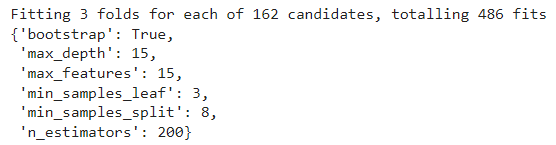 Fitting 3 folds for each of 162 candidates, totalling 486 fits
{'bootstrap': True,
 'max_depth': 15,
 'max_features': 15,
 'min_samples_leaf': 3,
 'min_samples_split': 8,
 'n_estimators': 200}